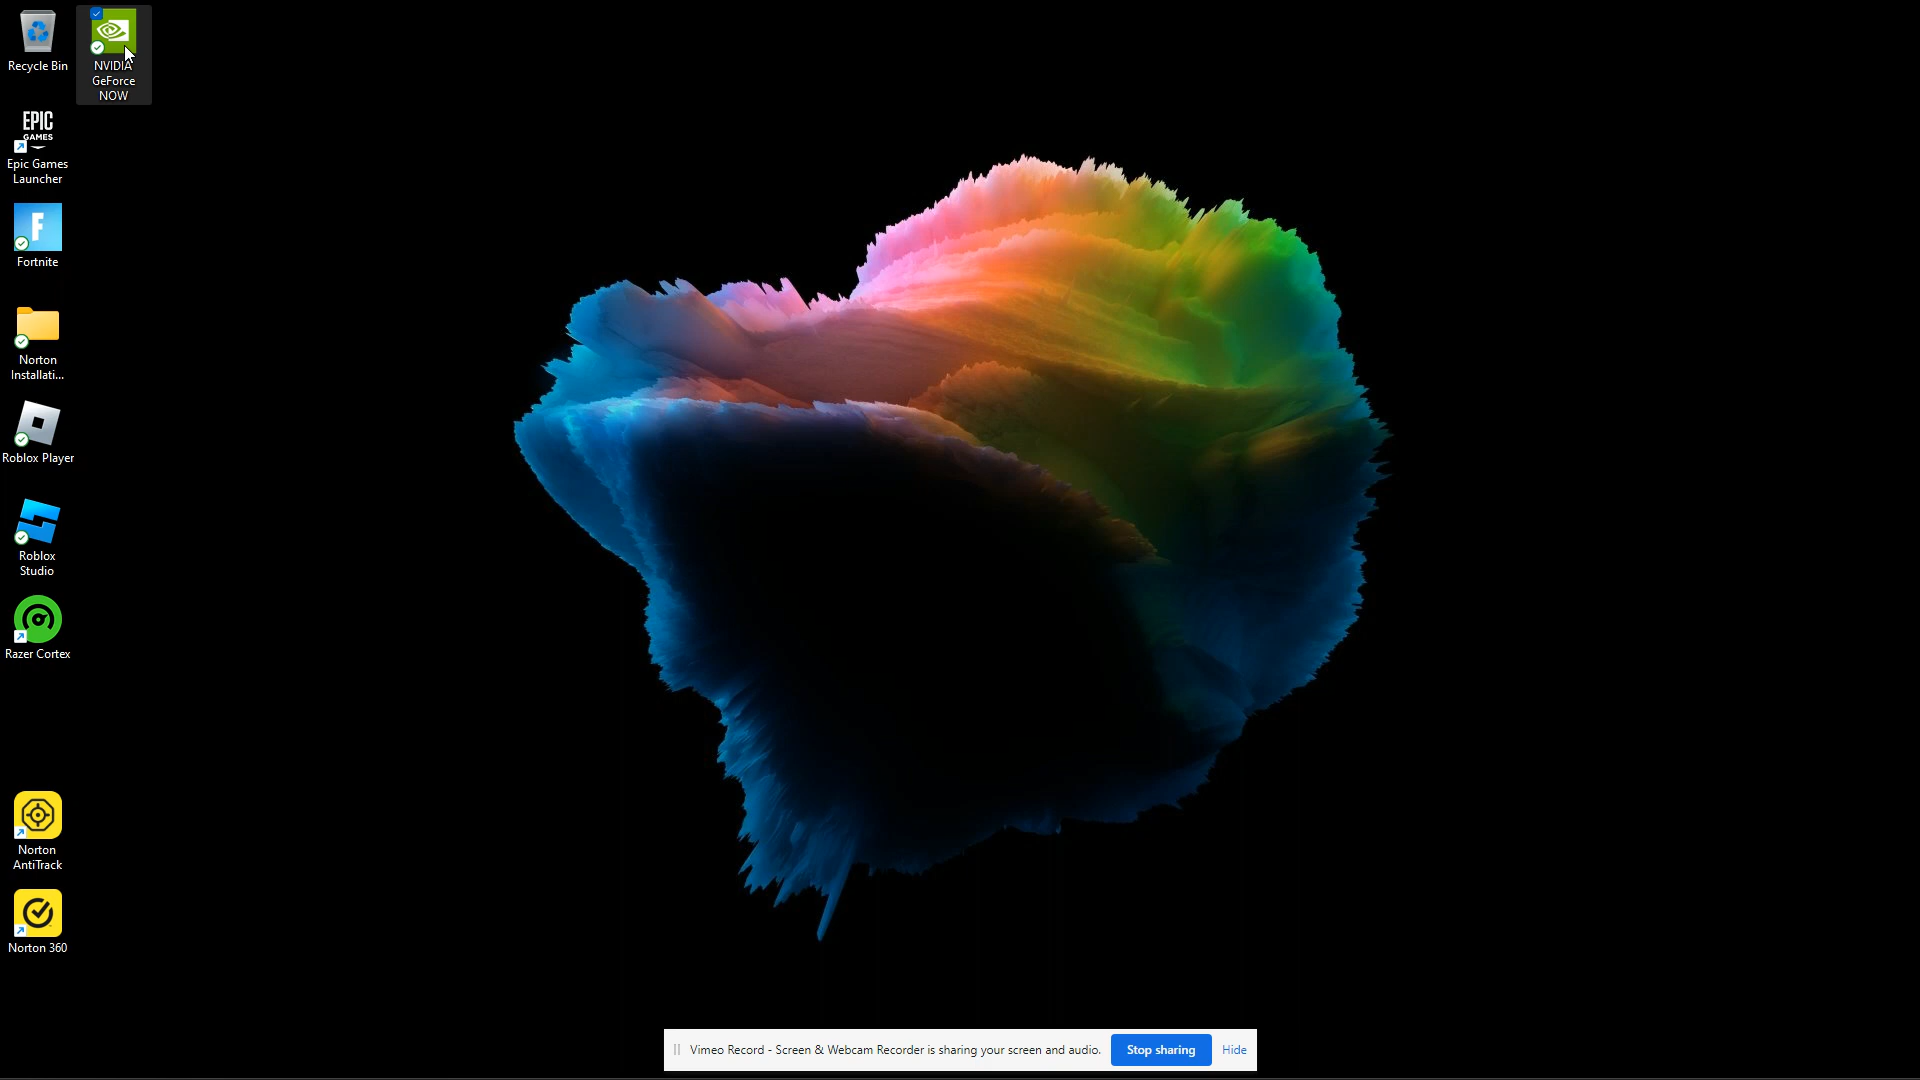 Recycle Bin
NVIDIA
GeForce
NOW
EPIC
GAMES
Epic Games
Launcher
F
Fortnite
Norton
Installati...
Roblox Player
Roblox
Studio
Razer Cortex
Norton
AntiTrack
Norton 360
Vimeo Record - Screen & Webcam Recorder is sharing your screen and audio.
Stop sharing
Hide